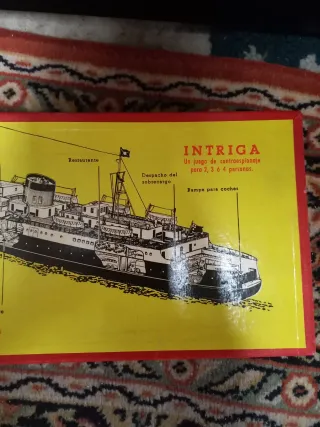 INTRIGA
Un juego de contraespionaje
para 2, 3 ó 4 personas.
Restaurante
Despacho del
sobrecargo
Rampa para coches